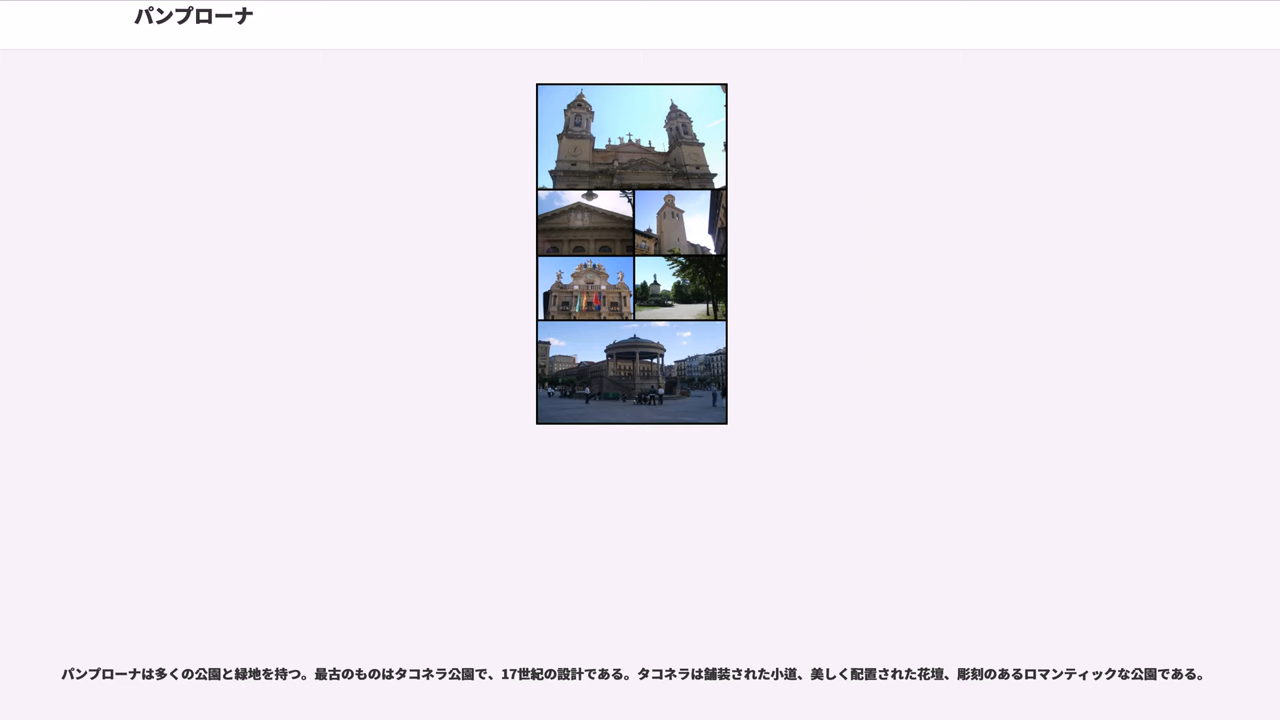 パンプローナ
パンプローナは多くの公園と緑地を持つ。最古のものはタコネラ公園で、17世紀の設計である。タコネラは舗装された小道、美しく配置された花壇、彫刻のあるロマンティックな公園である。